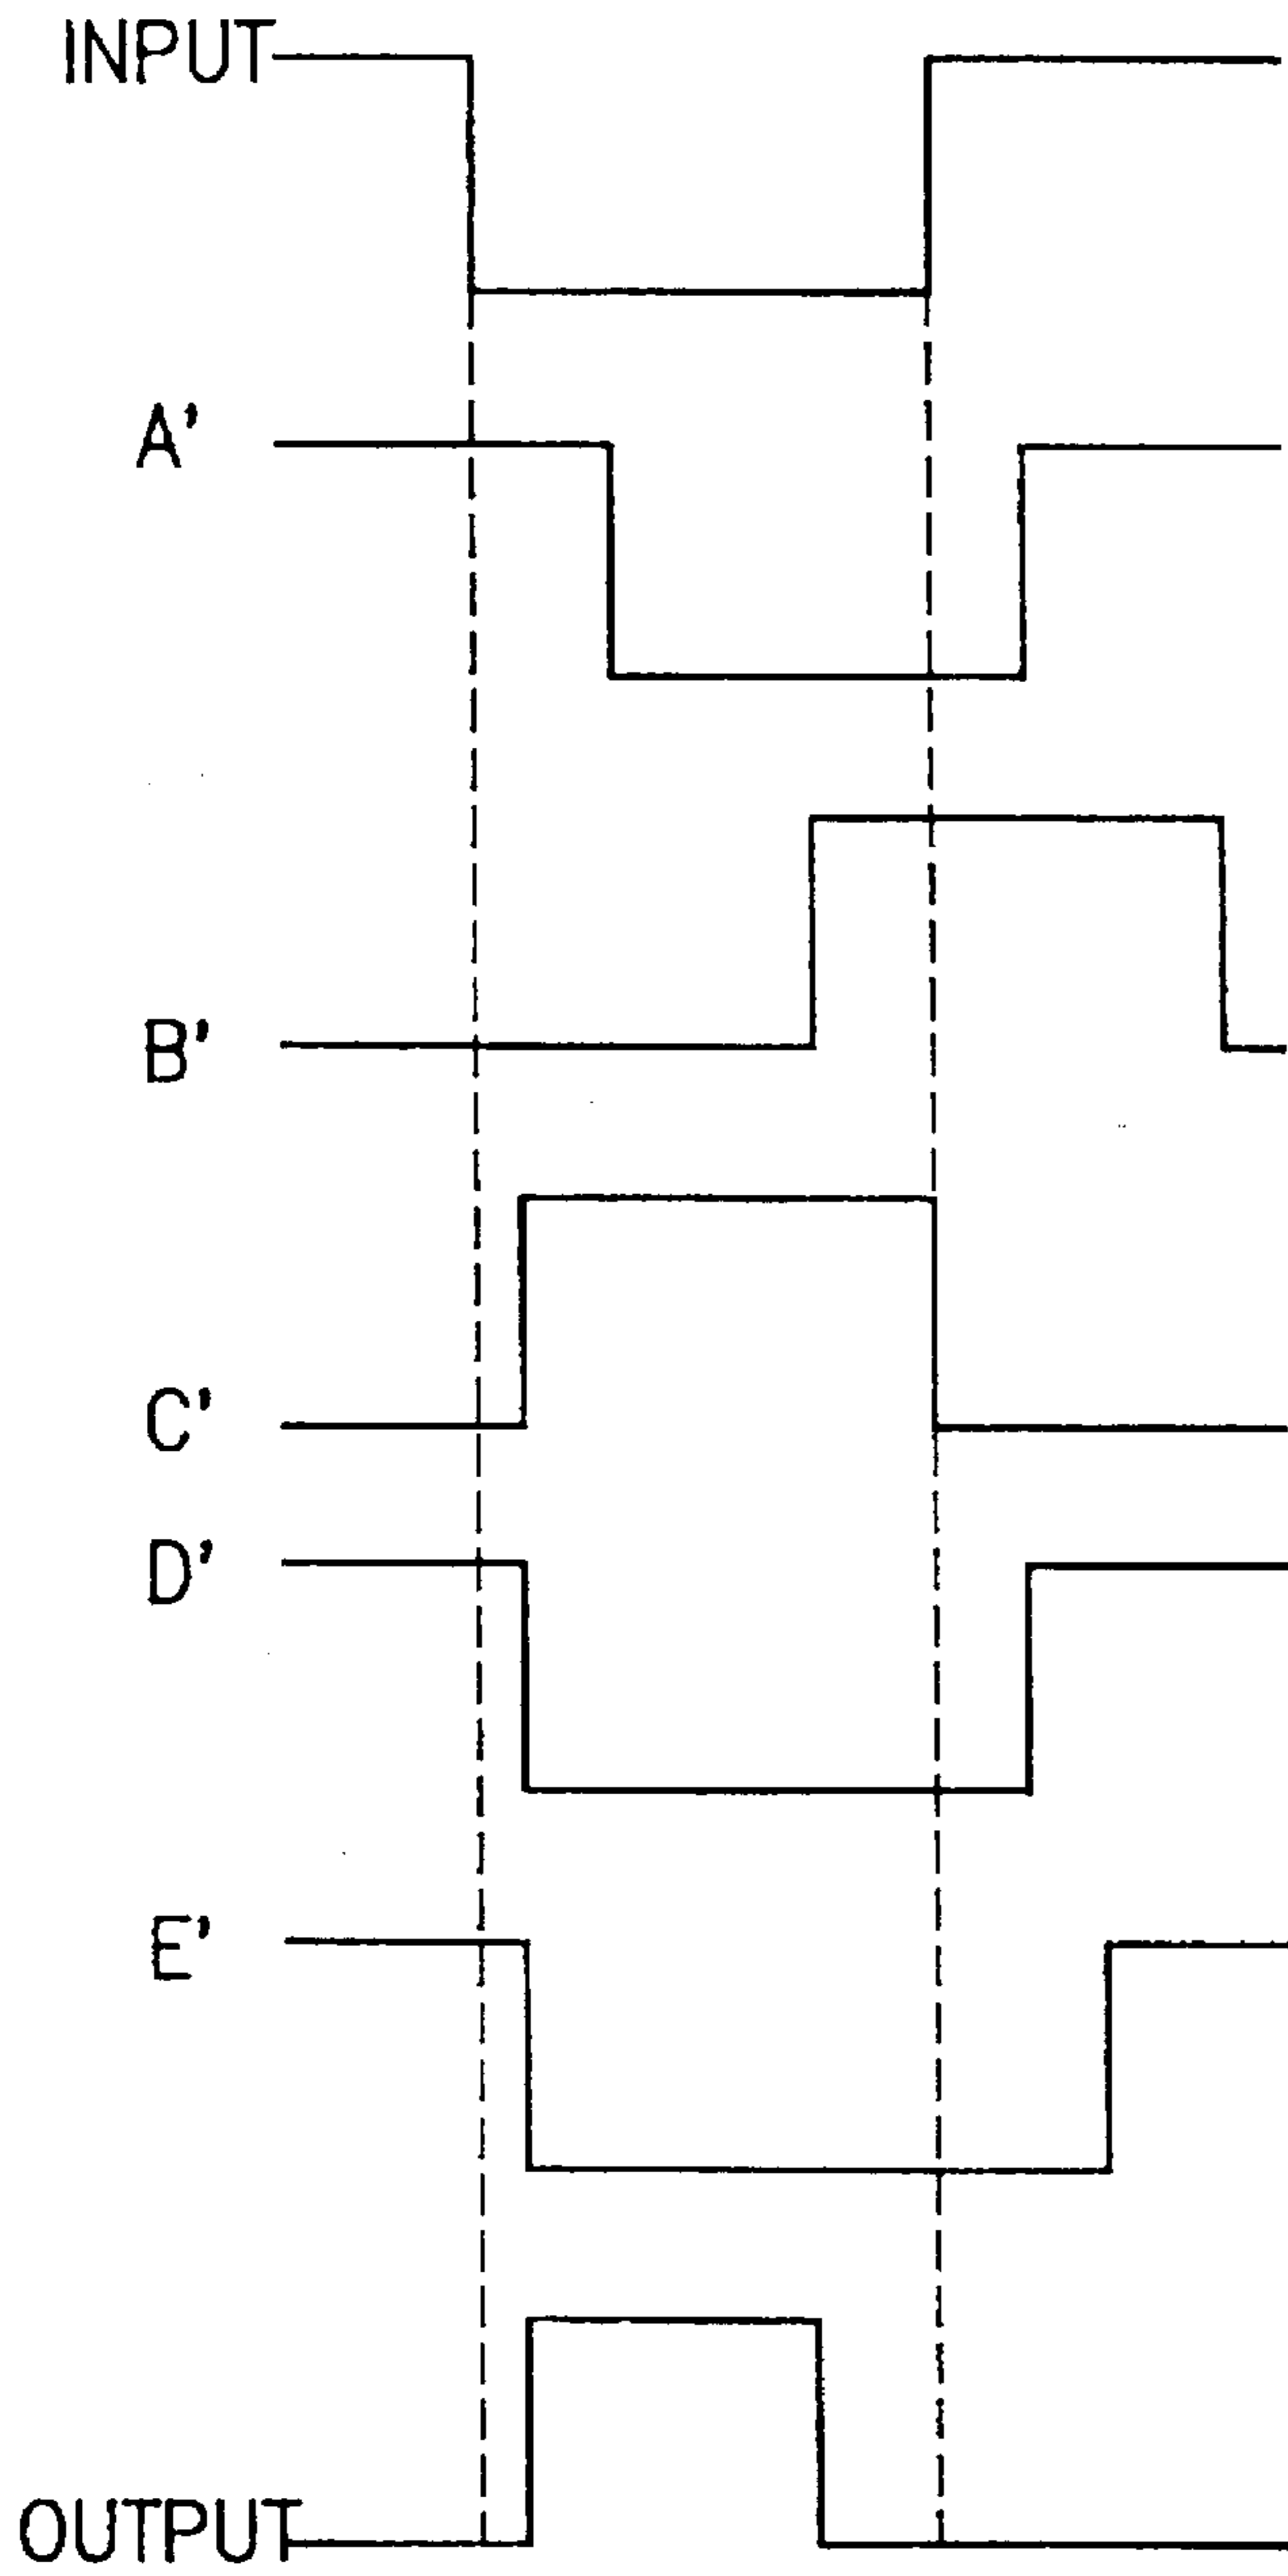 INPUT
A'
B'
C'
D'
E'
OUTPUT